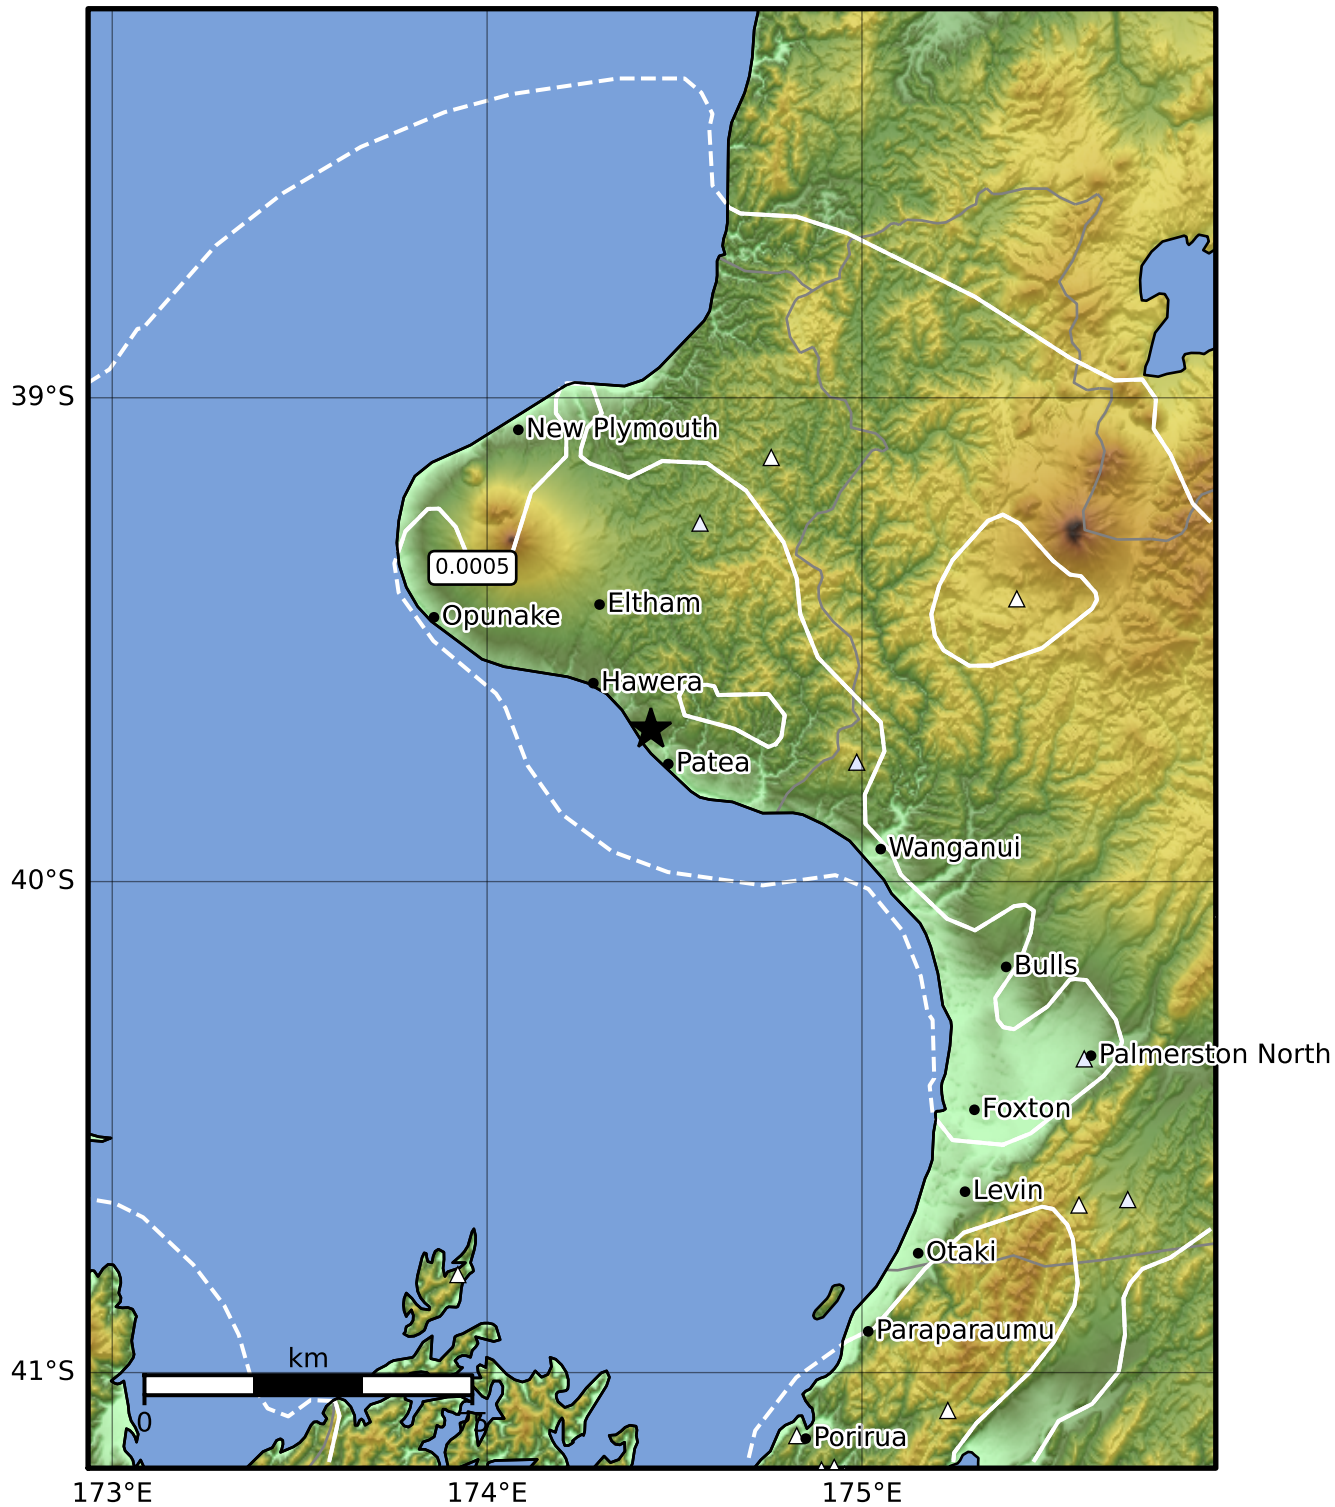 39°S
New Plymouth
0.0005
Eltham
Opunake
Hawera
Patea
Wanganui
40°S
Bulls
Palmerston North
Foxton
Levin
Otaki
Paraparaumu
km
41°S
0
Porirua
173°E
174°E
175°E